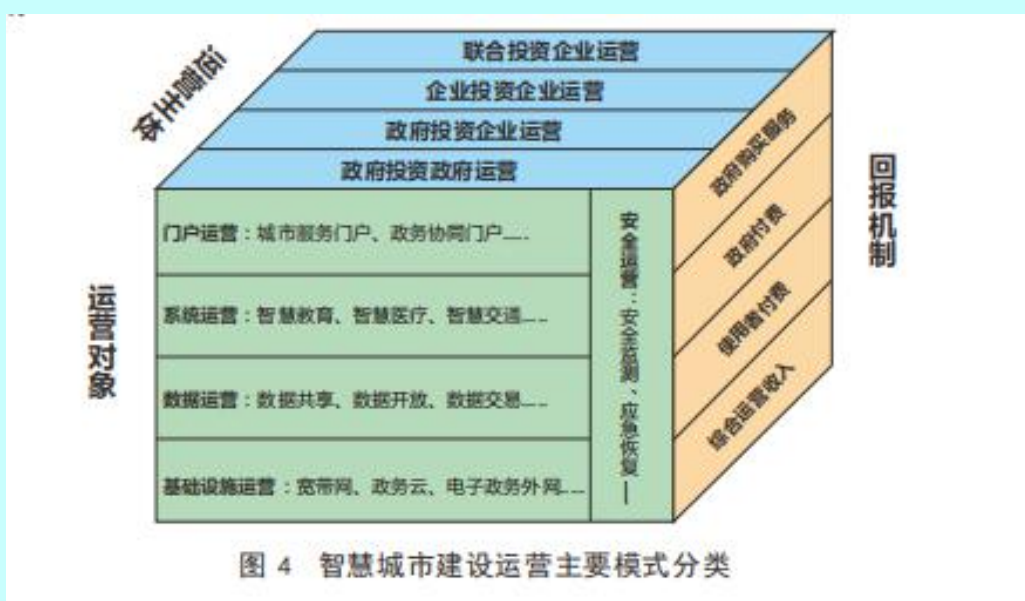 运营主体
联合投资企业运营
企业投资企业运营
政府投资企业运营
政府投资政府运营
运营对象
门户运营：城市服务门户、政务协同门户……
系统运营：智慧教育、智慧医疗、智慧交通……
数据运营：数据共享、数据开放、数据交易……
基础设施运营：宽带网、政务云、电子政务外网……
安全运营：安全监测、应急恢复—
政府购买服务
政府付费
使用者付费
综合运营收入
回报机制
图 4 智慧城市建设运营主要模式分类